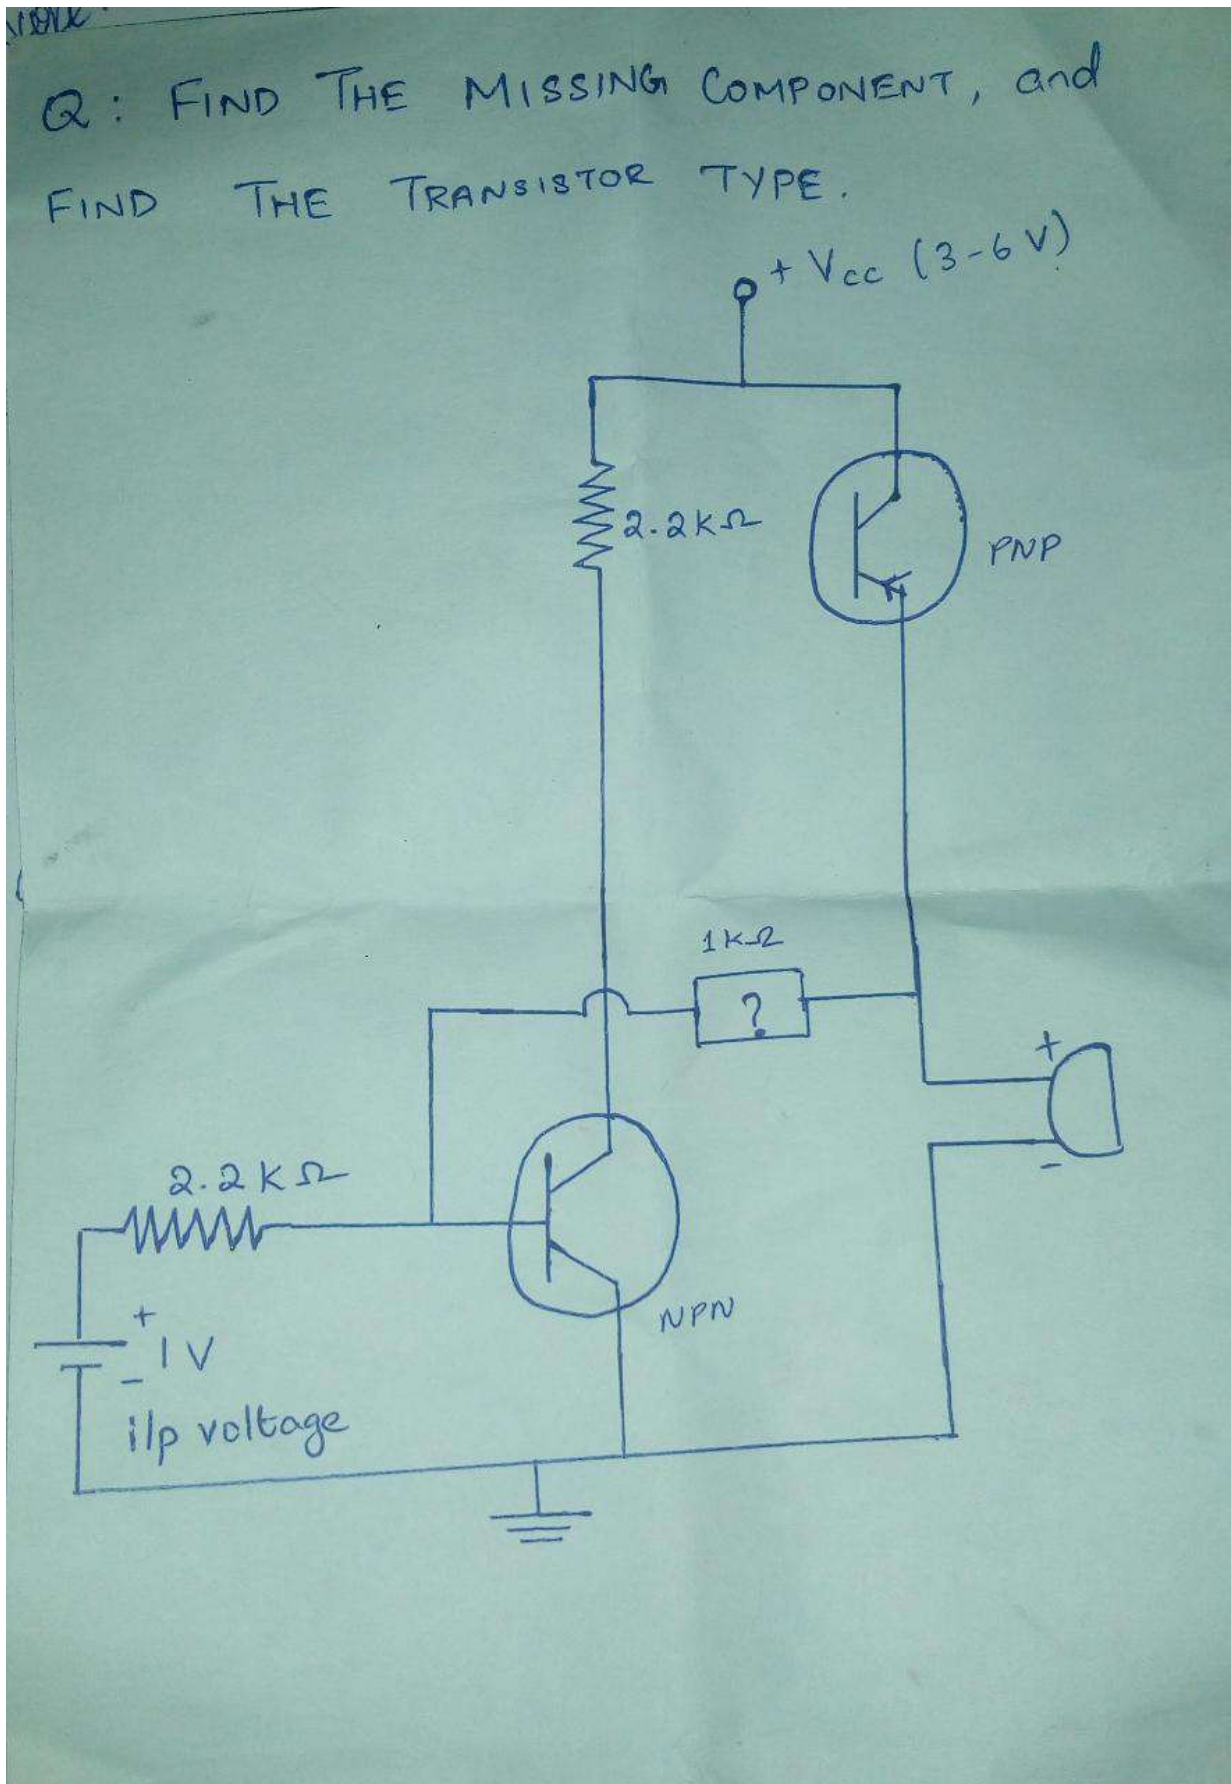 Q: FIND THE MISSING COMPONENT, and
FIND THE TRANSISTOR TYPE.
+ Vcc (3-6 V)
2.2KΩ
PNP
1KΩ
?
+
-
2.2KΩ
NPN
+
1V
-
i/p voltage